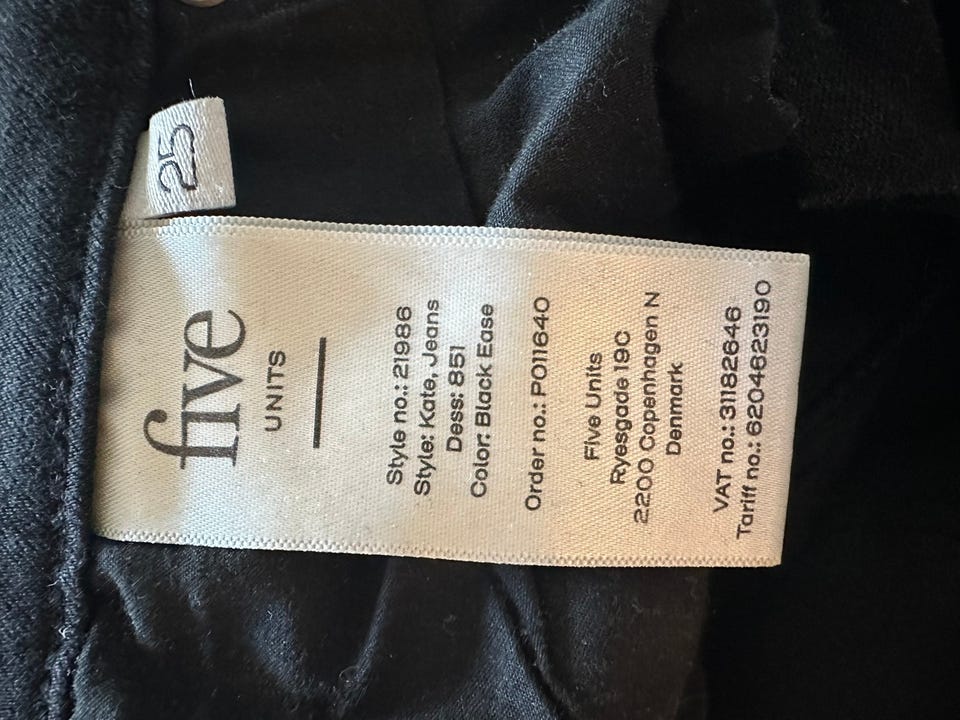 25
five
UNITS
Style no.: 21986
Style: Kate, Jeans
Dess: 851
Color: Black Ease
Order no.: P011640
Five Units
Ryesgade 19C
2200 Copenhagen N
Denmark
VAT no.: 31182646
Tariff no.: 6204623190